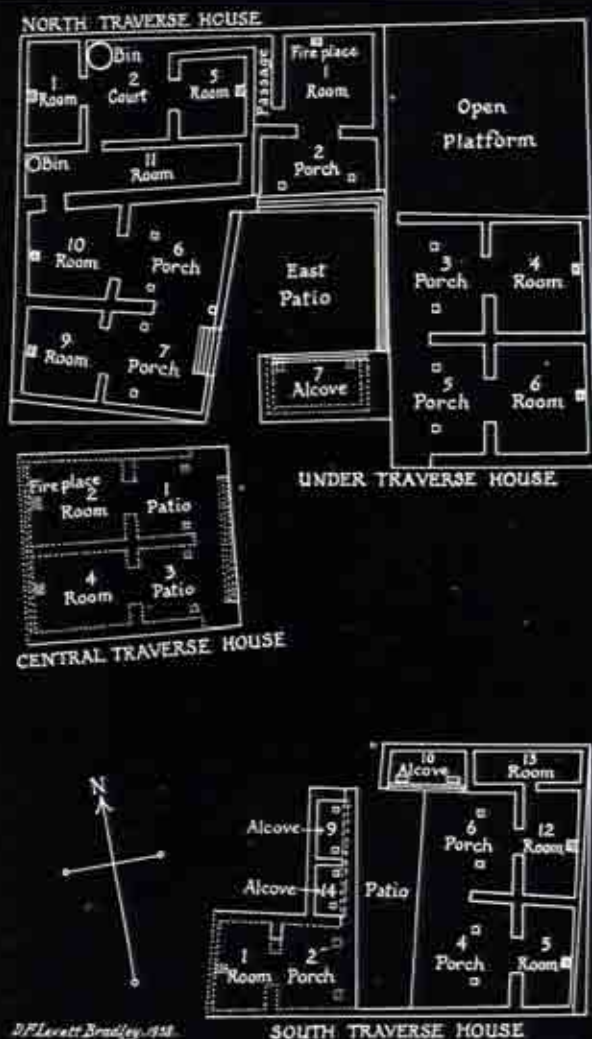 NORTH TRAVERSE HOUSE
Bin
1
Room
2
Court
5
Room
Passage
Fire place
1
Room
Open
Platform
Bin
11
Room
2
Porch
10
Room
6
Porch
East
Patio
3
Porch
4
Room
9
Room
7
Porch
7
Alcove
5
Porch
6
Room
UNDER TRAVERSE HOUSE
Fire place
2
Room
1
Patio
4
Room
3
Patio
CENTRAL TRAVERSE HOUSE
N
10
Alcove
13
Room
Alcove 9
6
Porch
12
Room
Alcove 14
Patio
1
Room
2
Porch
4
Porch
5
Room
D.F. Levett Bradley. 1938.
SOUTH TRAVERSE HOUSE